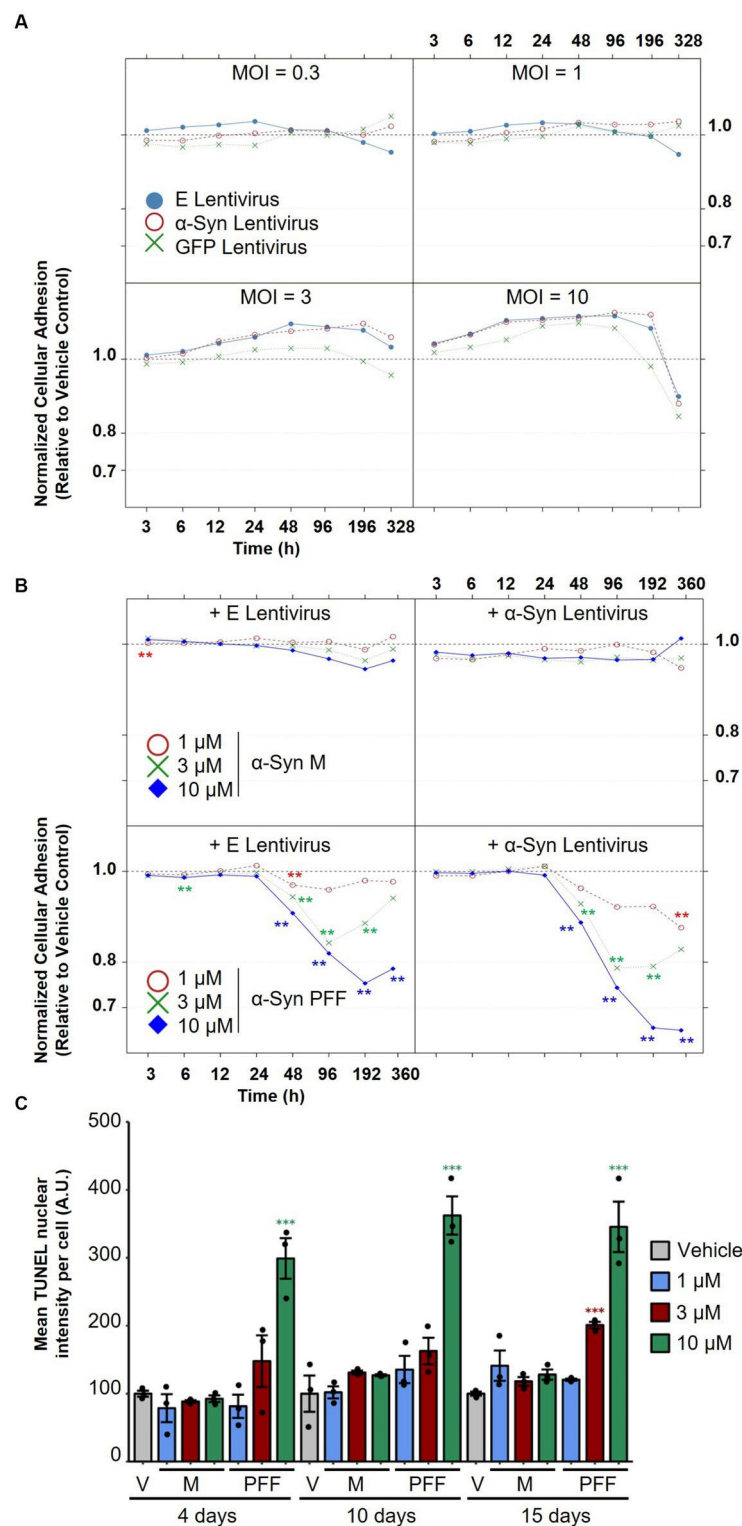 A
3 6 12 24 48 96 196 328
MOI = 0.3
MOI = 1
1.0
0.8
0.7
E Lentivirus
α-Syn Lentivirus
GFP Lentivirus
MOI = 3
MOI = 10
1.0
0.8
0.7
Normalized Cellular Adhesion
(Relative to Vehicle Control)
3 6 12 24 48 96 196 328
Time (h)
B
3 6 12 24 48 96 192 360
+ E Lentivirus
+ α-Syn Lentivirus
1.0
0.8
0.7
**
1 µM
3 µM
10 µM
α-Syn M
+ E Lentivirus
+ α-Syn Lentivirus
1.0
0.8
0.7
Normalized Cellular Adhesion
(Relative to Vehicle Control)
** ** ** ** ** ** ** ** **
** ** ** ** ** ** ** **
1 µM
3 µM
10 µM
α-Syn PFF
3 6 12 24 48 96 192 360
Time (h)
C
Mean TUNEL nuclear
intensity per cell (A.U.)
500
400
300
200
100
0
*** *** *** ***
Vehicle
1 µM
3 µM
10 µM
V M PFF V M PFF V M PFF
4 days 10 days 15 days